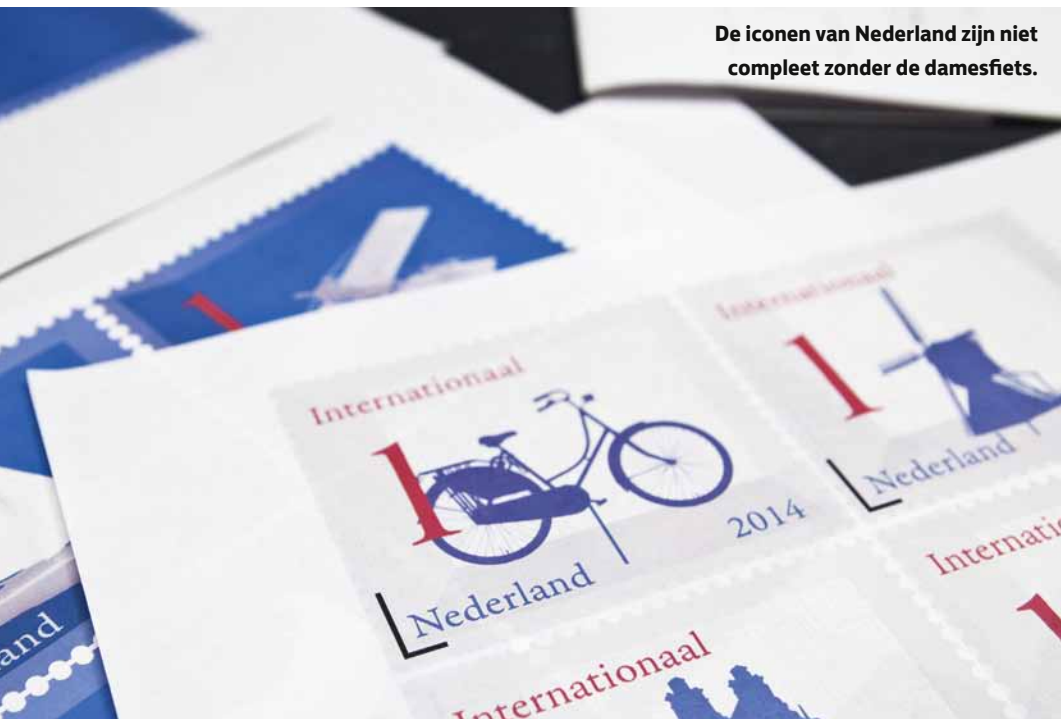 De iconen van Nederland zijn niet
compleet zonder de damesfiets.
1
Internationaal
1
Nederland
2014
Internationaal
1
Nederland
Internationaal